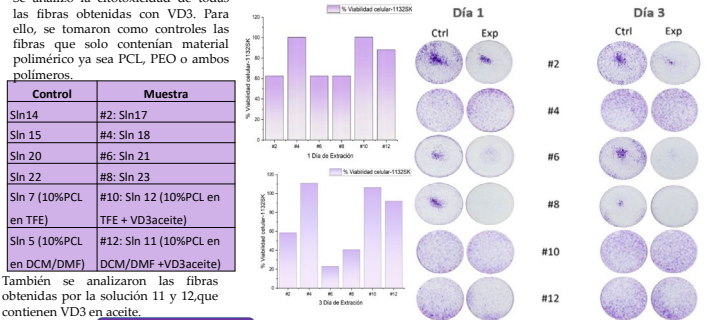 Se analizó la citotoxicidad de todas
las fibras obtenidas con VD3. Para
ello, se tomaron como controles las
fibras que solo contenían material
polimérico ya sea PCL, PEO o ambos
polímeros.
Control Muestra
Sln14 #2: Sln17
Sln 15 #4: Sln 18
Sln 20 #6: Sln 21
Sln 22 #8: Sln 23
Sln 7 (10%PCL #10: Sln 12 (10%PCL en
en TFE) TFE + VD3aceite)
Sln 5 (10%PCL #12: Sln 11 (10%PCL en
en DCM/DMF) DCM/DMF +VD3aceite)
También se analizaron las fibras
obtenidas por la solución 11 y 12,que
contienen VD3 en aceite.
% Viabilidad celular-1132SK
% Viabilidad celular-1132SK
120
100
80
60
40
20
0
#2 #4 #6 #8 #10 #12
1 Día de Extración
% Viabilidad celular-1132SK
% Viabilidad celular-1132SK
120
100
80
60
40
20
0
#2 #4 #6 #8 #10 #12
3 Día de Extración
Día 1 Día 3
Ctrl Exp Ctrl Exp
#2
#4
#6
#8
#10
#12